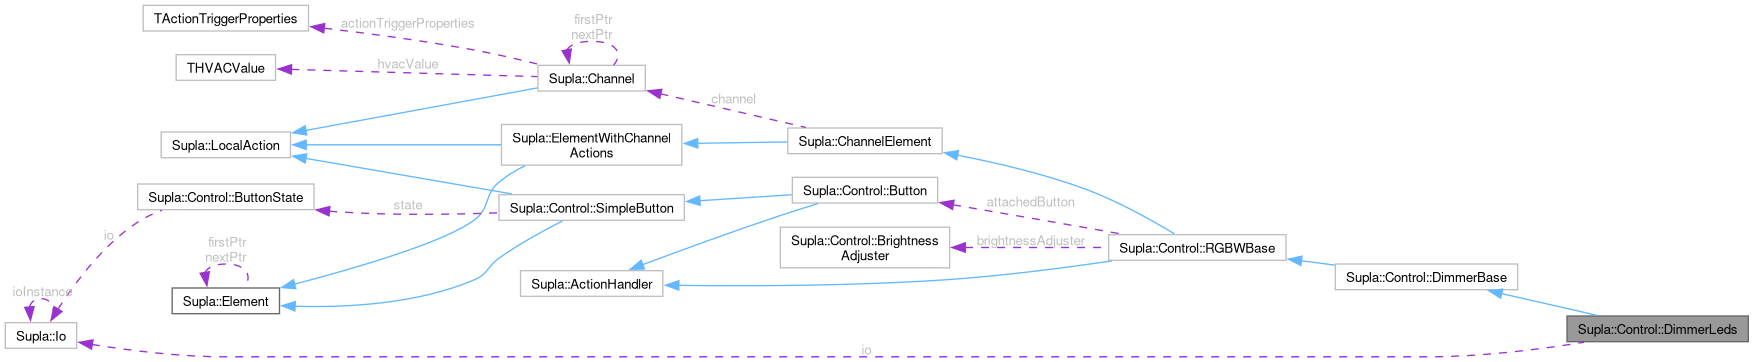 TActionTriggerProperties
actionTriggerProperties
firstPtr
nextPtr
THVACValue
hvacValue
Supla::Channel
channel
Supla::LocalAction
Supla::ElementWithChannel
Actions
Supla::ChannelElement
Supla::Control::ButtonState
state
Supla::Control::SimpleButton
Supla::Control::Button
attachedButton
io
firstPtr
nextPtr
Supla::Control::Brightness
Adjuster
brightnessAdjuster
Supla::Control::RGBWBase
ioInstance
Supla::Element
Supla::ActionHandler
Supla::Control::DimmerBase
Supla::Io
Supla::Control::DimmerLeds
io